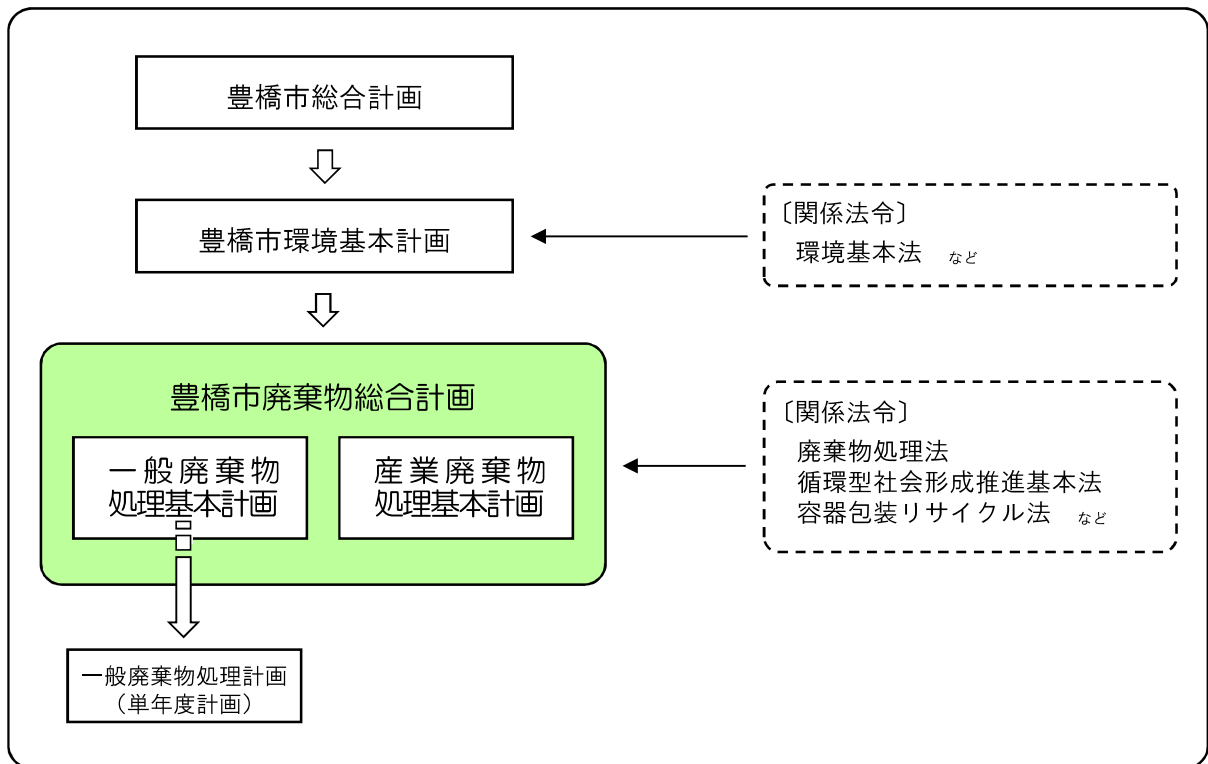 豊橋市総合計画
豊橋市環境基本計画
〔関係法令〕
環境基本法 など
豊橋市廃棄物総合計画
一般廃棄物
処理基本計画
産業廃棄物
処理基本計画
〔関係法令〕
廃棄物処理法
循環型社会形成推進基本法
容器包装リサイクル法 など
一般廃棄物処理計画
（単年度計画）